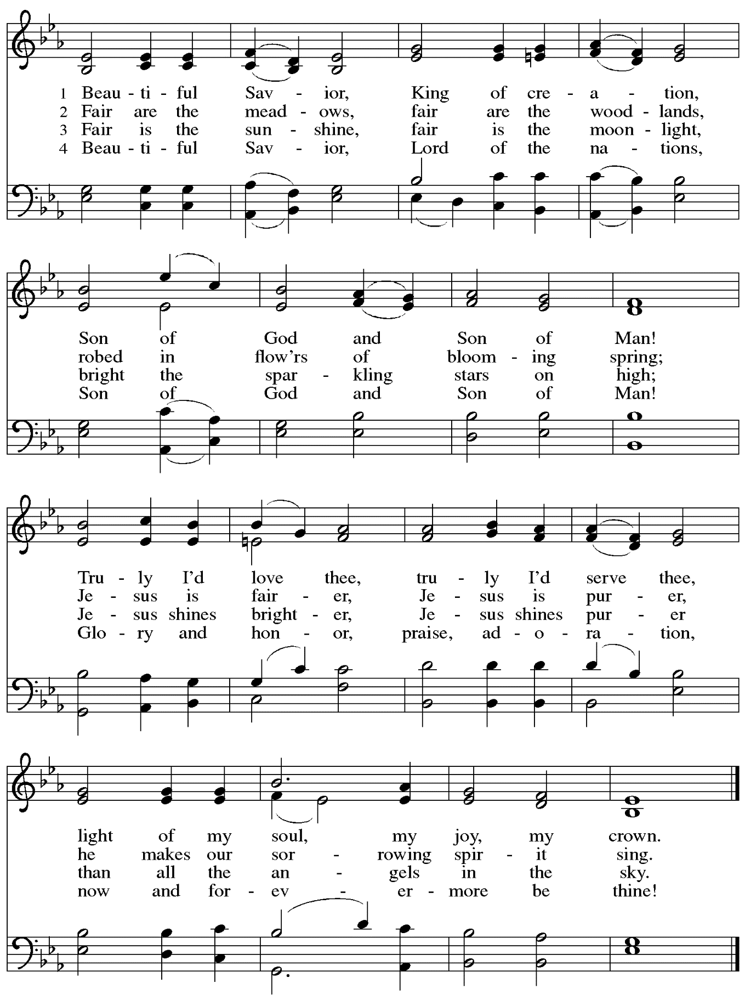 1 Beau - ti - ful Sav - ior, King of cre - a - tion,
2 Fair are the mead - ows, fair are the wood - lands,
3 Fair is the sun - shine, fair is the moon - light,
4 Beau - ti - ful Sav - ior, Lord of the na - tions,
Son of God and Son of Man!
robed in flow’rs of bloom - ing spring;
bright the spar - kling stars on high;
Son of God and Son of Man!
Tru - ly I’d love thee, tru - ly I’d serve thee,
Je - sus is fair - er, Je - sus is pur - er,
Je - sus shines bright - er, Je - sus shines pur - er
Glo - ry and hon - or, praise, ad - o - ra - tion,
light of my soul, my joy, my crown.
he makes our sor - rowing spir - it sing.
than all the an - gels in the sky.
now and for - ev - er - more be thine!